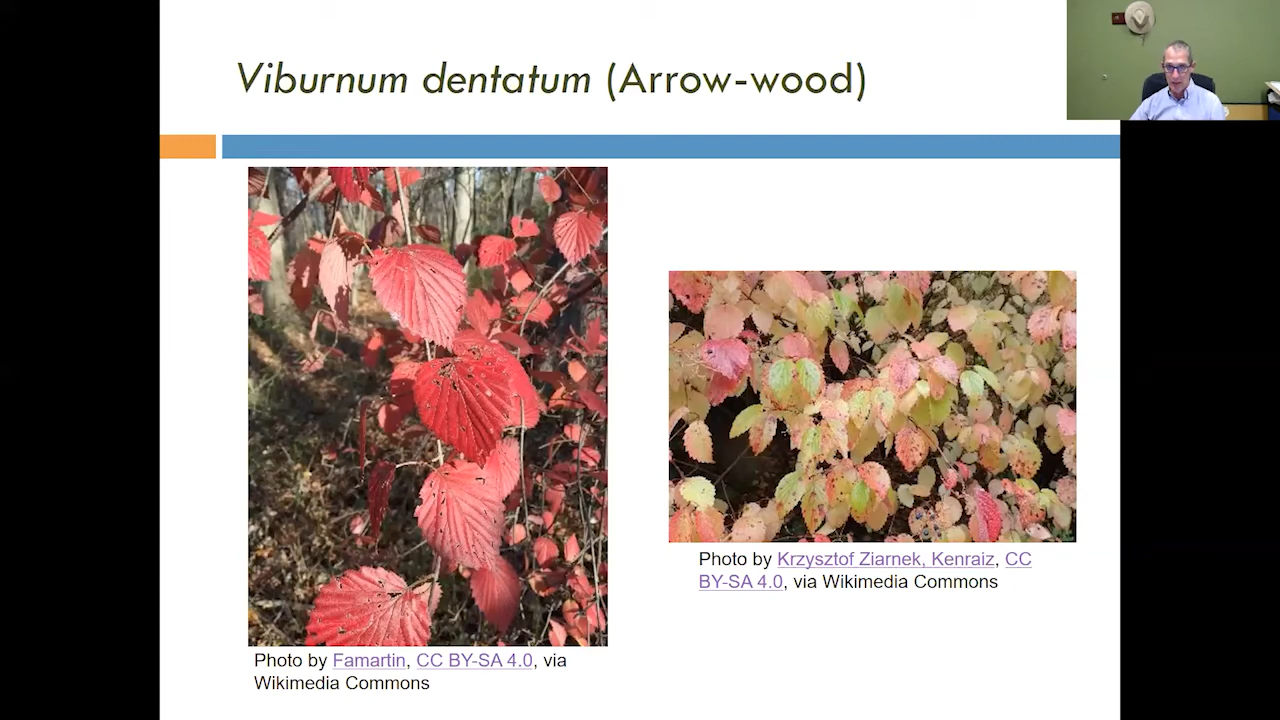 Viburnum dentatum (Arrow-wood)
Photo by Krzysztof Ziarnek, Kenraiz, CC
BY-SA 4.0, via Wikimedia Commons
Photo by Famartin, CC BY-SA 4.0, via
Wikimedia Commons